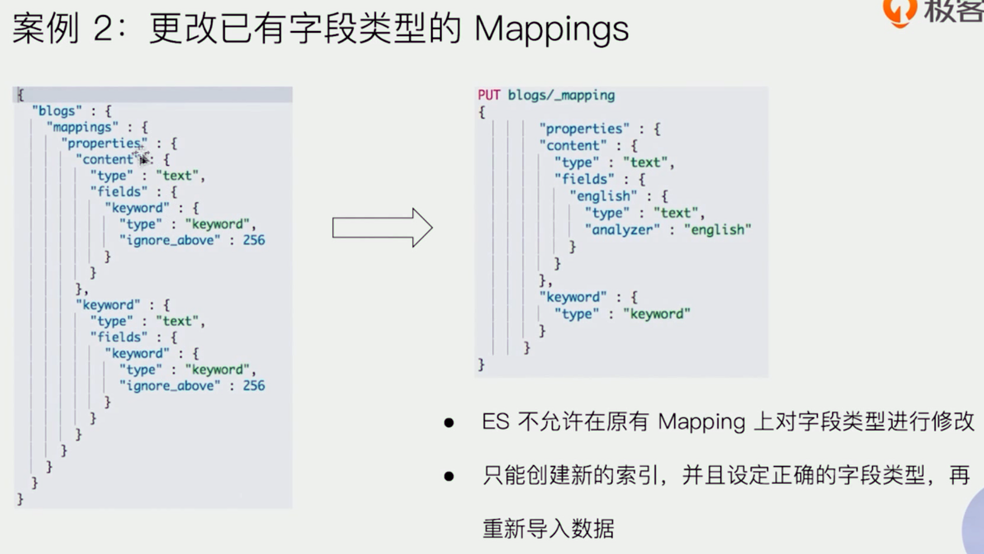 案例 2：更改已有字段类型的 Mappings
极客
{
"blogs" : {
"mappings" : {
"properties" : {
"content" : {
"type" : "text",
"fields" : {
"keyword" : {
"type" : "keyword",
"ignore_above" : 256
}
}
},
"keyword" : {
"type" : "text",
"fields" : {
"keyword" : {
"type" : "keyword",
"ignore_above" : 256
}
}
}
}
}
}
}
PUT blogs/_mapping
{
"properties" : {
"content" : {
"type" : "text",
"fields" : {
"english" : {
"type" : "text",
"analyzer" : "english"
}
}
},
"keyword" : {
"type" : "keyword"
}
}
}
● ES 不允许在原有 Mapping 上对字段类型进行修改
● 只能创建新的索引，并且设定正确的字段类型，再
重新导入数据